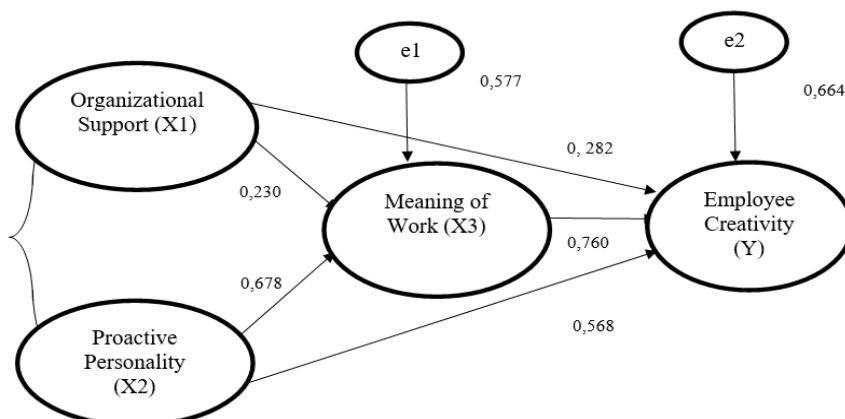 e1
e2
0,577
0,664
Organizational
Support (X1)
0, 282
0,230
Meaning of
Work (X3)
Employee
Creativity
(Y)
0,760
0,678
0,568
Proactive
Personality
(X2)